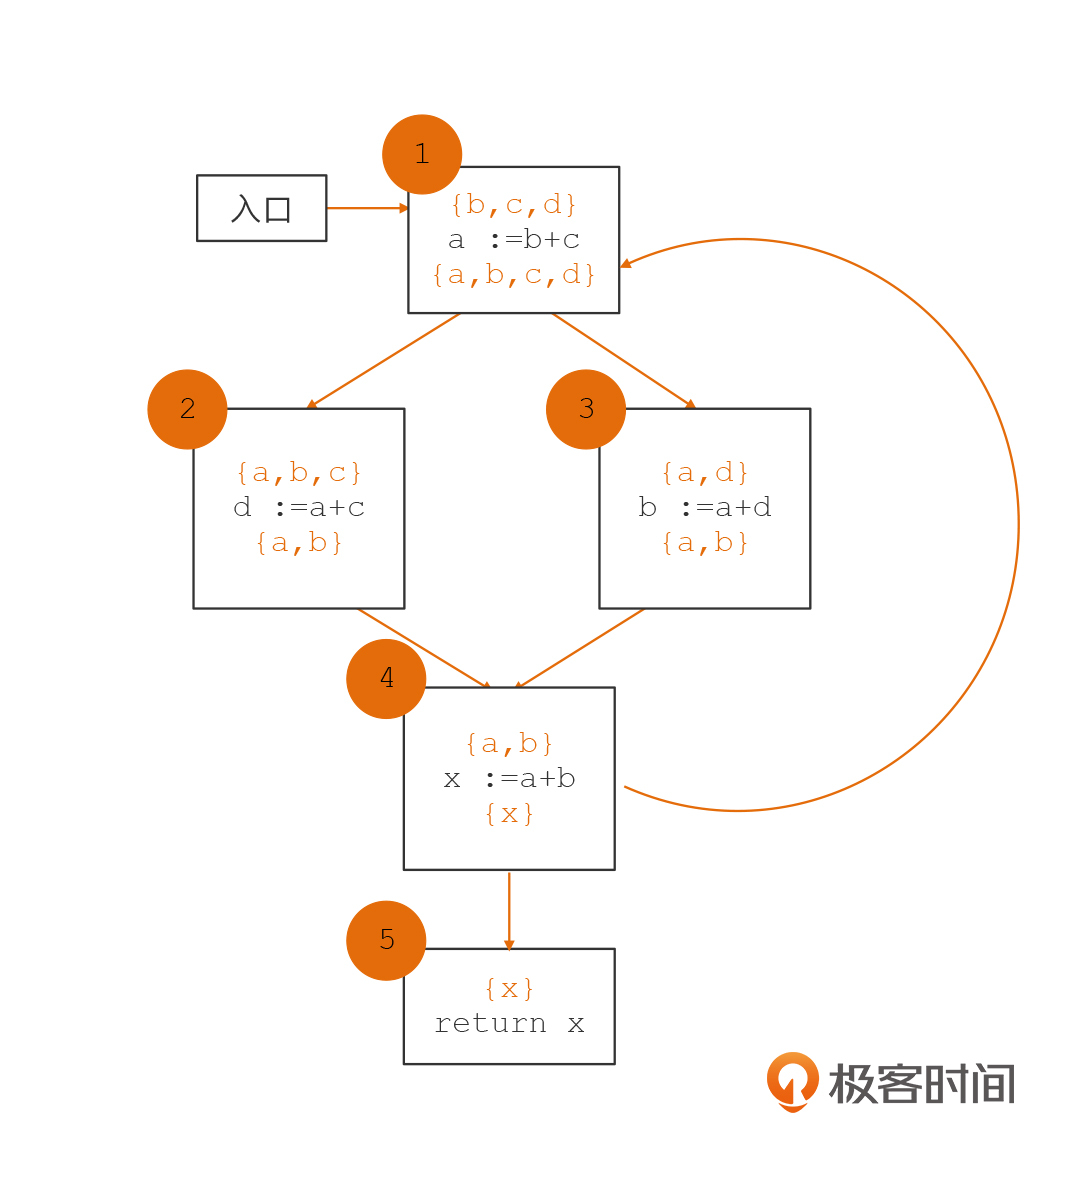 1
入口
{b,c,d}
a :=b+c
{a,b,c,d}
2
{a,b,c}
d :=a+c
{a,b}
3
{a,d}
b :=a+d
{a,b}
4
{a,b}
x :=a+b
{x}
5
{x}
return x
极客时间